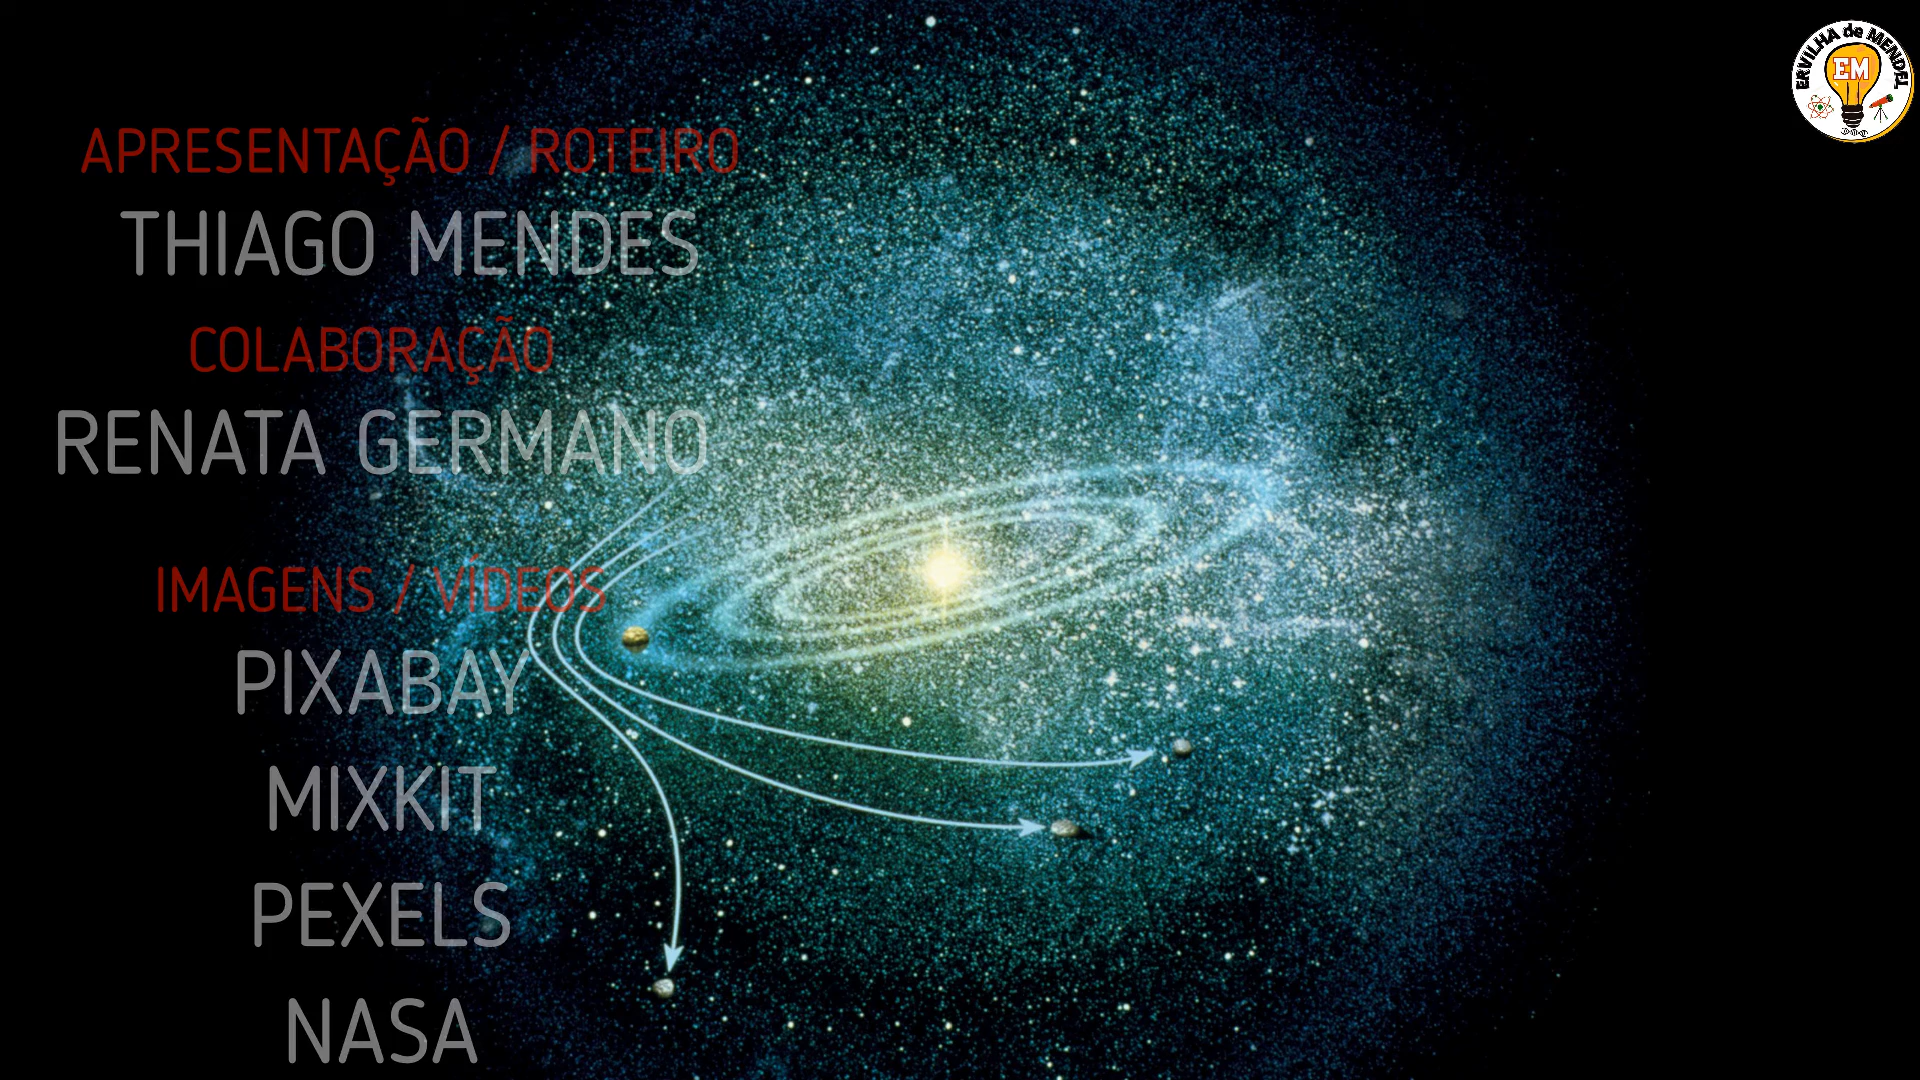 APRESENTAÇÃO / ROTEIRO
THIAGO MENDES
COLABORAÇÃO
RENATA GERMANO
IMAGENS / VÍDEOS
PIXABAY
MIXKIT
PEXELS
NASA
ERVILHA de MENDEL
EM